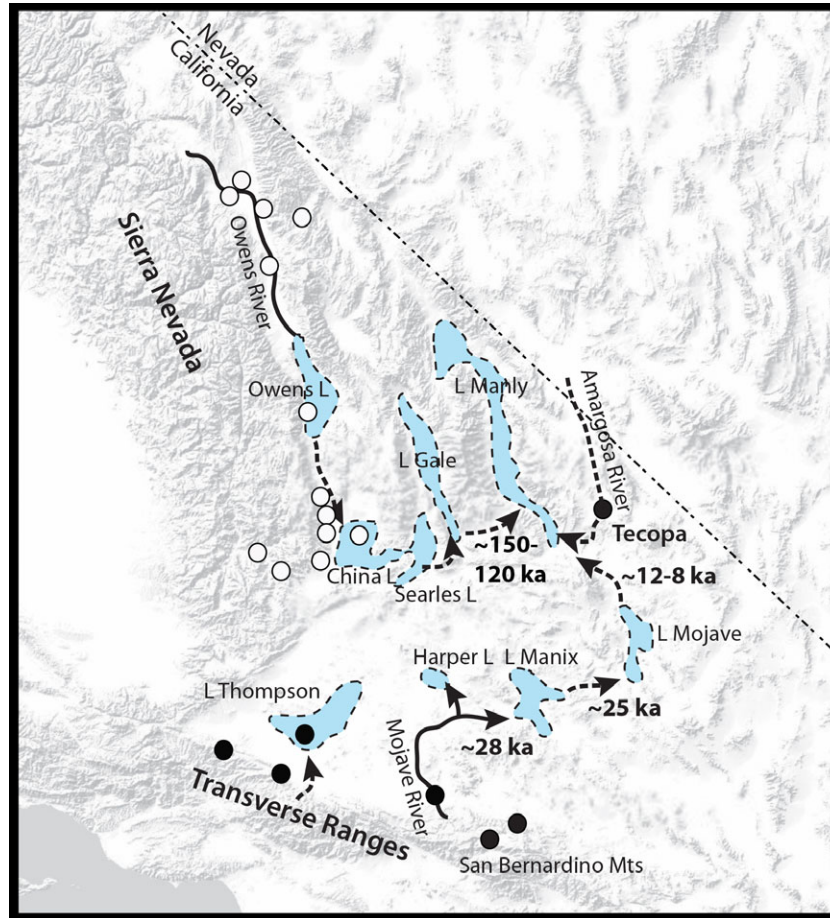 Nevada
California
Sierra Nevada
Owens River
Owens L
L Manly
L Gale
Amargosa River
Tecopa
~150-
120 ka
~12-8 ka
China L
Searles L
L Mojave
Harper L
L Manix
L Thompson
~25 ka
~28 ka
Mojave River
Transverse Ranges
San Bernardino Mts